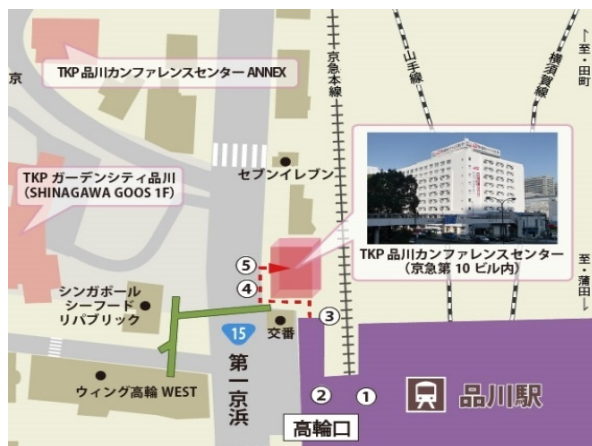 TKP 品川カンファレンスセンター ANNEX
京
京急本線
山手線
横須賀線
至・田町
TKP ガーデンシティ品川
(SHINAGAWA GOOS 1F)
セブンイレブン
TKP 品川カンファレンスセンター
(京急第 10 ビル内)
至・蒲田
⑤
④
③
シンガポール
シーフード
リパブリック
15
交番
第一京浜
ウィング高輪 WEST
②
①
品川駅
高輪口